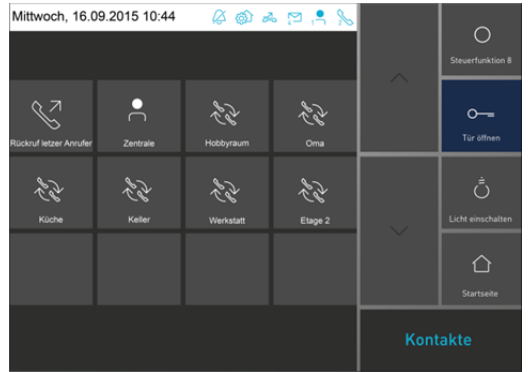 Mittwoch, 16.09.2015 10:44
Steuerfunktion 8
Rückruf letzer Anrufer
Zentrale
Hobbyraum
Oma
Tür öffnen
Küche
Keller
Werkstatt
Etage 2
Licht einschalten
Startseite
Kontakte